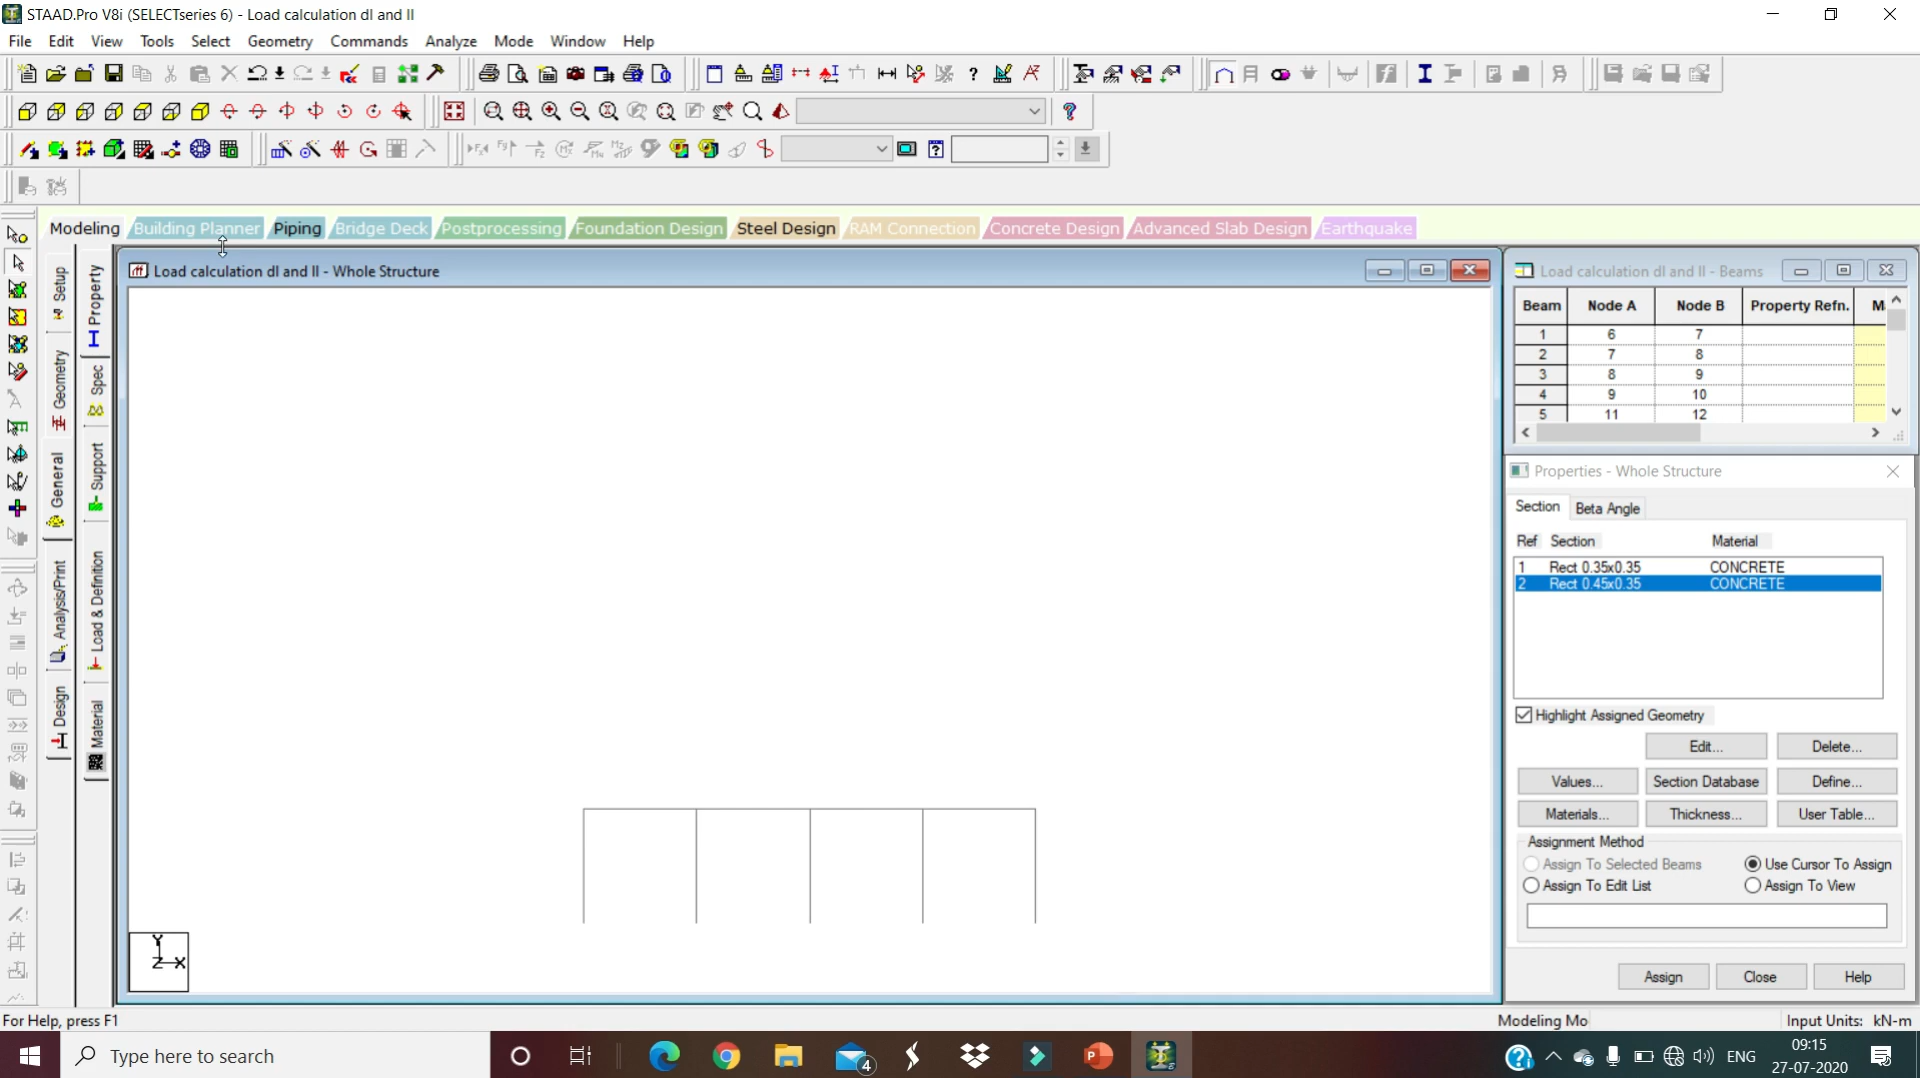 STAAD.Pro V8i (SELECTseries 6) - Load calculation dl and ll
File Edit View Tools Select Geometry Commands Analyze Mode Window Help
Modeling Building Planner Piping Bridge Deck Postprocessing Foundation Design Steel Design RAM Connection Concrete Design Advanced Slab Design Earthquake
Setup
Geometry
General
Analysis/Print
Design
Property
Spec
Support
Load & Definition
Material
Load calculation dl and ll - Whole Structure
Y
Z X
Load calculation dl and ll - Beams
Beam Node A Node B Property Refn.
1 6 7
2 7 8
3 8 9
4 9 10
5 11 12
Properties - Whole Structure
Section Beta Angle
Ref Section Material
1 Rect 0.35x0.35 CONCRETE
2 Rect 0.45x0.35 CONCRETE
Highlight Assigned Geometry
Edit... Delete...
Values... Section Database Define...
Materials... Thickness... User Table...
Assignment Method
Assign To Selected Beams Use Cursor To Assign
Assign To Edit List Assign To View
Assign Close Help
For Help, press F1
Modeling Mo
Input Units: kN-m
Type here to search
4
ENG
09:15
27-07-2020